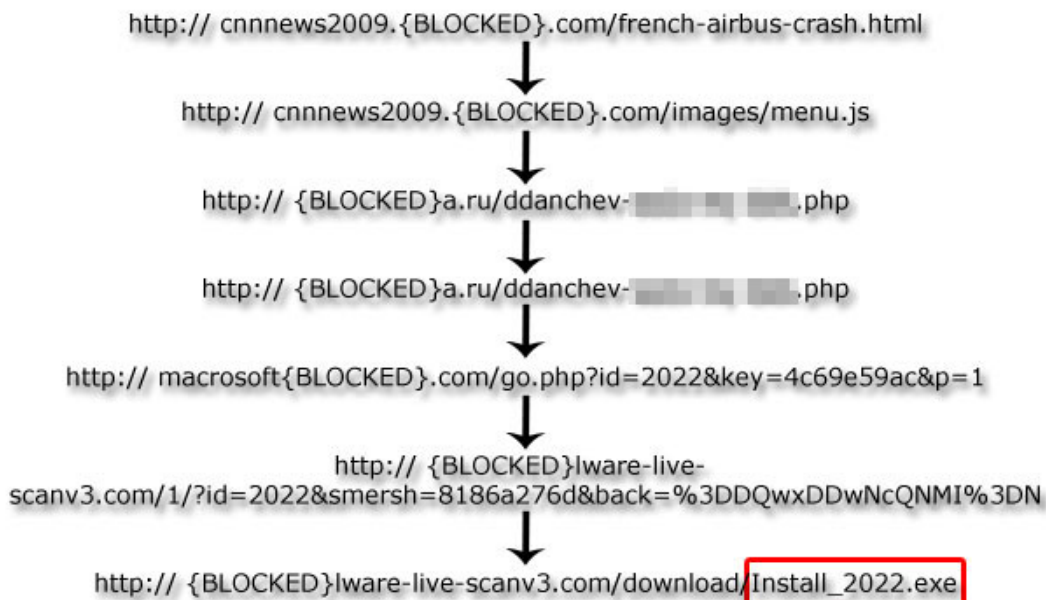 http:// cnnnews2009.{BLOCKED}.com/french-airbus-crash.html
http:// cnnnews2009.{BLOCKED}.com/images/menu.js
http:// {BLOCKED}a.ru/ddanchev- .php
http:// {BLOCKED}a.ru/ddanchev- .php
http:// macrosoft{BLOCKED}.com/go.php?id=2022&key=4c69e59ac&p=1
http:// {BLOCKED}lware-live-
scanv3.com/1/?id=2022&smersh=8186a276d&back=%3DDQwxDDwNcQNMI%3DN
http:// {BLOCKED}lware-live-scanv3.com/download/Install_2022.exe